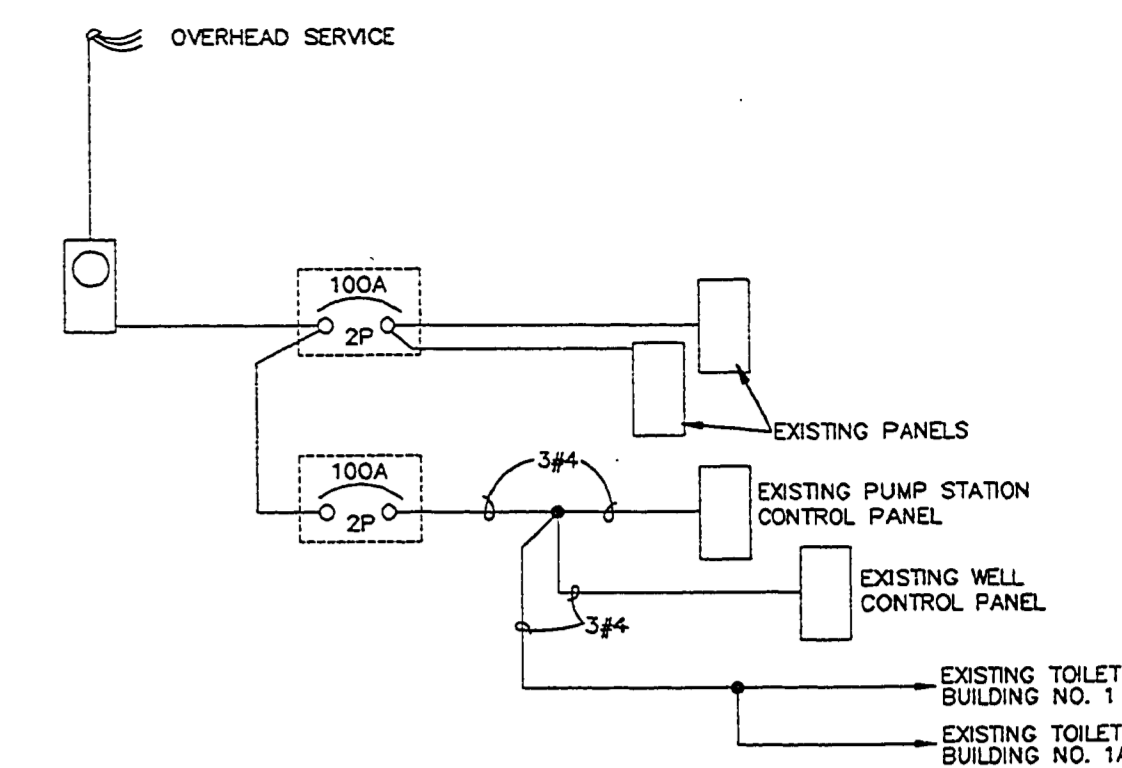 OVERHEAD SERVICE
100A
2P
EXISTING PANELS
100A
2P
3#4
EXISTING PUMP STATION
CONTROL PANEL
EXISTING WELL
CONTROL PANEL
3#4
EXISTING TOILET
BUILDING NO. 1
EXISTING TOILET
BUILDING NO. 1A